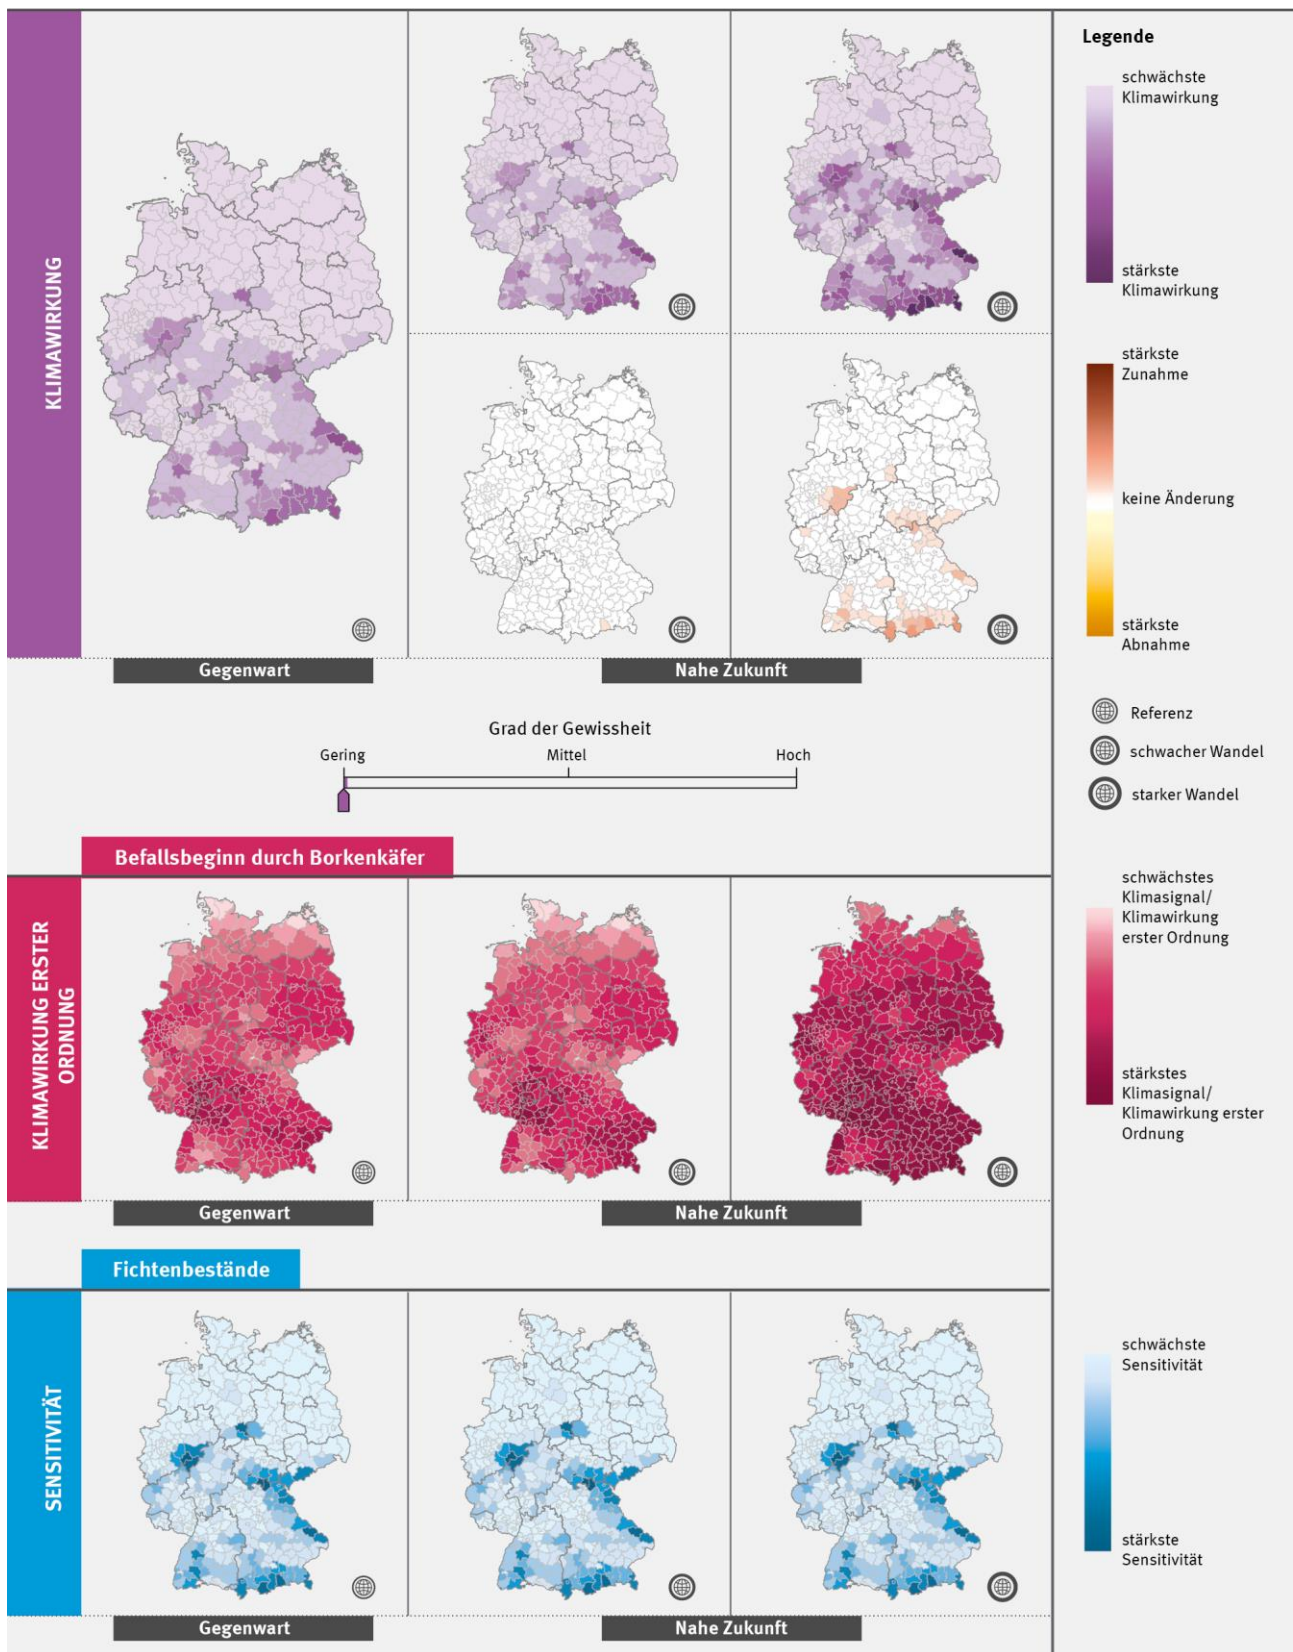 KLIMAWIRKUNG
Gegenwart
Nahe Zukunft
Grad der Gewissheit
Gering
Mittel
Hoch
Befallsbeginn durch Borkenkäfer
KLIMAWIRKUNG ERSTER
ORDNUNG
Gegenwart
Nahe Zukunft
Fichtenbestände
SENSITIVITÄT
Gegenwart
Nahe Zukunft
Legende
schwächste
Klimawirkung
stärkste
Klimawirkung
stärkste
Zunahme
keine Änderung
stärkste
Abnahme
Referenz
schwacher Wandel
starker Wandel
schwächstes
Klimasignal/
Klimawirkung
erster Ordnung
stärkstes
Klimasignal/
Klimawirkung erster
Ordnung
schwächste
Sensitivität
stärkste
Sensitivität